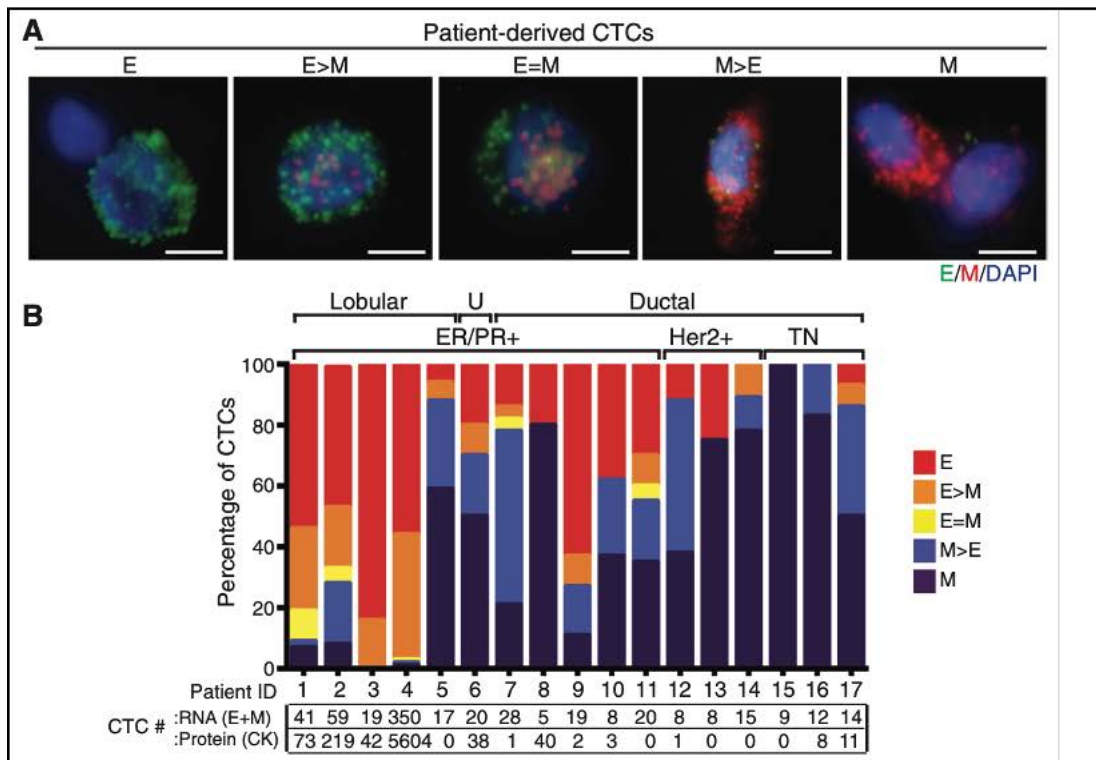 A
Patient-derived CTCs
E E>M E=M M>E M
E/M/DAPI
B
Lobular U Ductal
ER/PR+ Her2+ TN
Percentage of CTCs
100
80
60
40
20
0
E
E>M
E=M
M>E
M
Patient ID 1 2 3 4 5 6 7 8 9 10 11 12 13 14 15 16 17
CTC # :RNA (E+M) 41 59 19 350 17 20 28 5 19 8 20 8 8 15 9 12 14
:Protein (CK) 73 219 42 5604 0 38 1 40 2 3 0 1 0 0 0 8 11